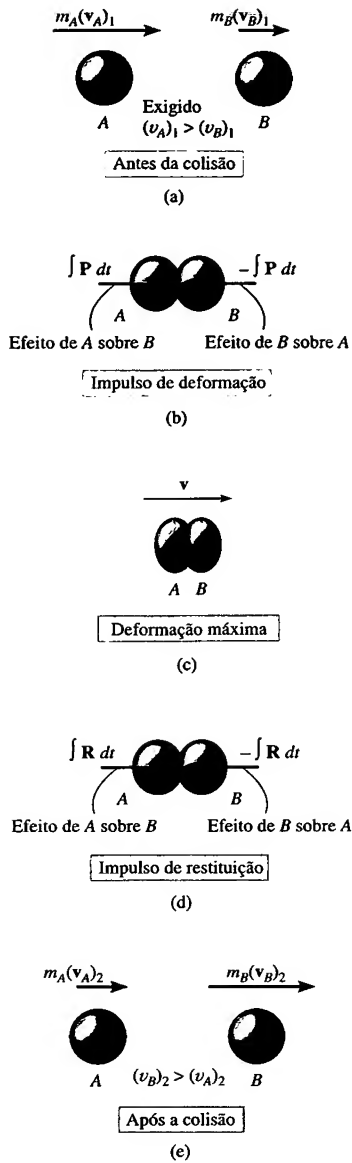 m_A(v_A)_1 m_B(v_B)_1
A B
Exigido
(v_A)_1 > (v_B)_1
Antes da colisão
(a)
∫ P dt – ∫ P dt
A B
Efeito de A sobre B Efeito de B sobre A
Impulso de deformação
(b)
v
A B
Deformação máxima
(c)
∫ R dt – ∫ R dt
A B
Efeito de A sobre B Efeito de B sobre A
Impulso de restituição
(d)
m_A(v_A)_2 m_B(v_B)_2
A (v_B)_2 > (v_A)_2 B
Após a colisão
(e)